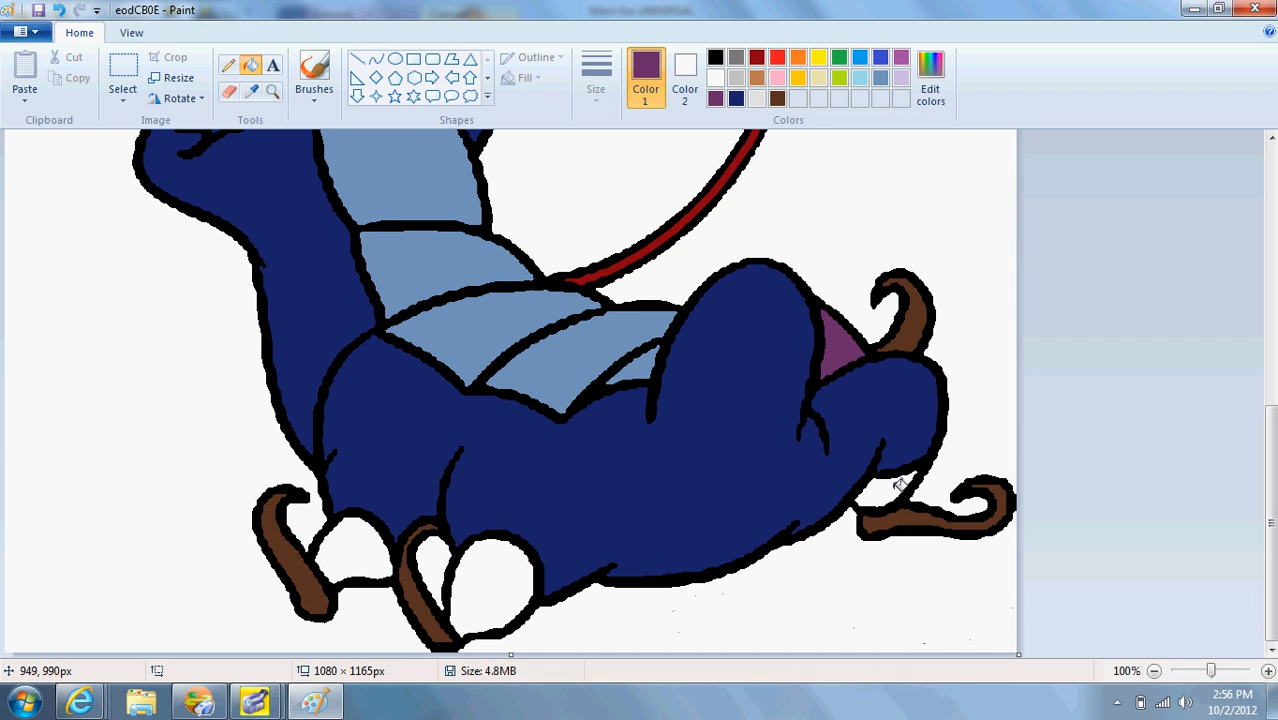 eodCB0E - Paint
Home
View
Paste
Cut
Copy
Clipboard
Select
Crop
Resize
Rotate
Image
A
Tools
Brushes
Shapes
Outline
Fill
Size
Color 1
Color 2
Edit colors
Colors
949, 990px
1080 × 1165px
Size: 4.8MB
100%
2:56 PM
10/2/2012